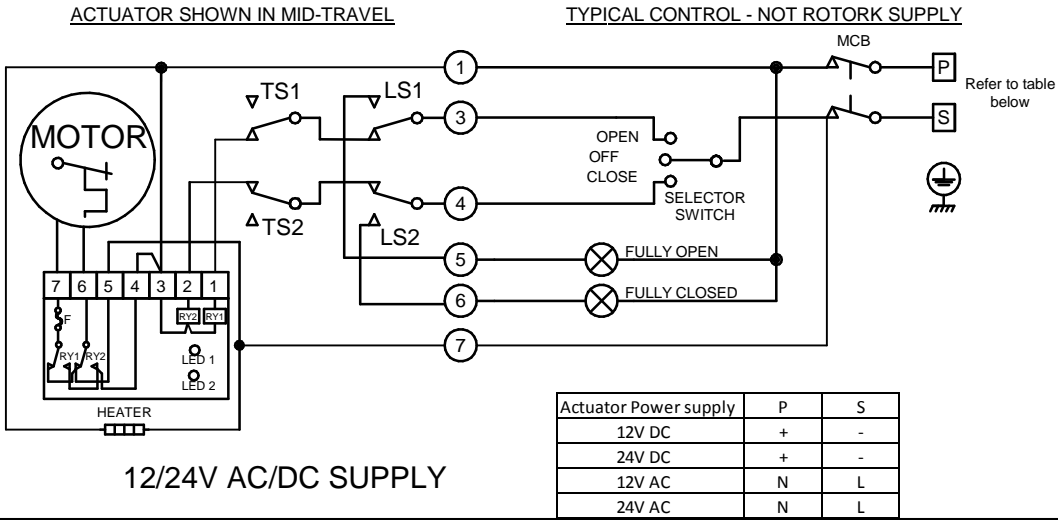 ACTUATOR SHOWN IN MID-TRAVEL
TYPICAL CONTROL - NOT ROTORK SUPPLY
MCB
1
P
Refer to table
below
TS1
LS1
3
S
MOTOR
OPEN
OFF
CLOSE
SELECTOR
SWITCH
4
TS2
LS2
5
FULLY OPEN
6
FULLY CLOSED
7
7 6 5 4 3 2 1
F
RY2 RY1
RY1 RY2
LED 1
LED 2
HEATER
12/24V AC/DC SUPPLY
Actuator Power supply P S
12V DC + -
24V DC + -
12V AC N L
24V AC N L